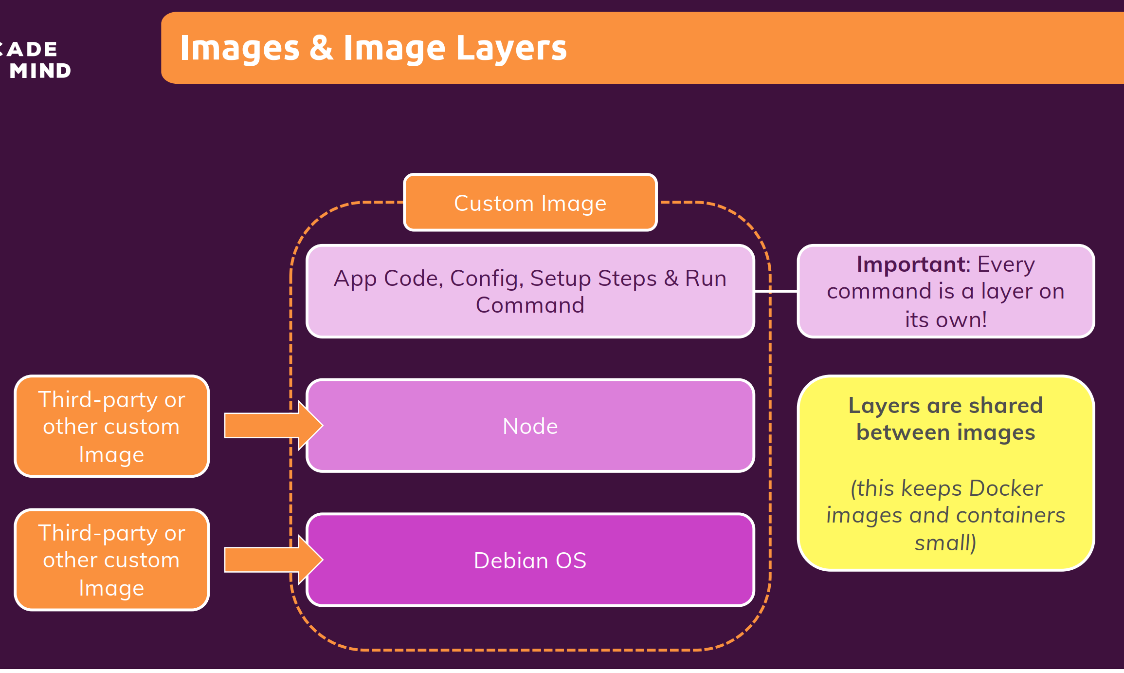 CADE
MIND
Images & Image Layers
Custom Image
App Code, Config, Setup Steps & Run
Command
Important: Every
command is a layer on
its own!
Third-party or
other custom
Image
Node
Layers are shared
between images
(this keeps Docker
images and containers
small)
Third-party or
other custom
Image
Debian OS